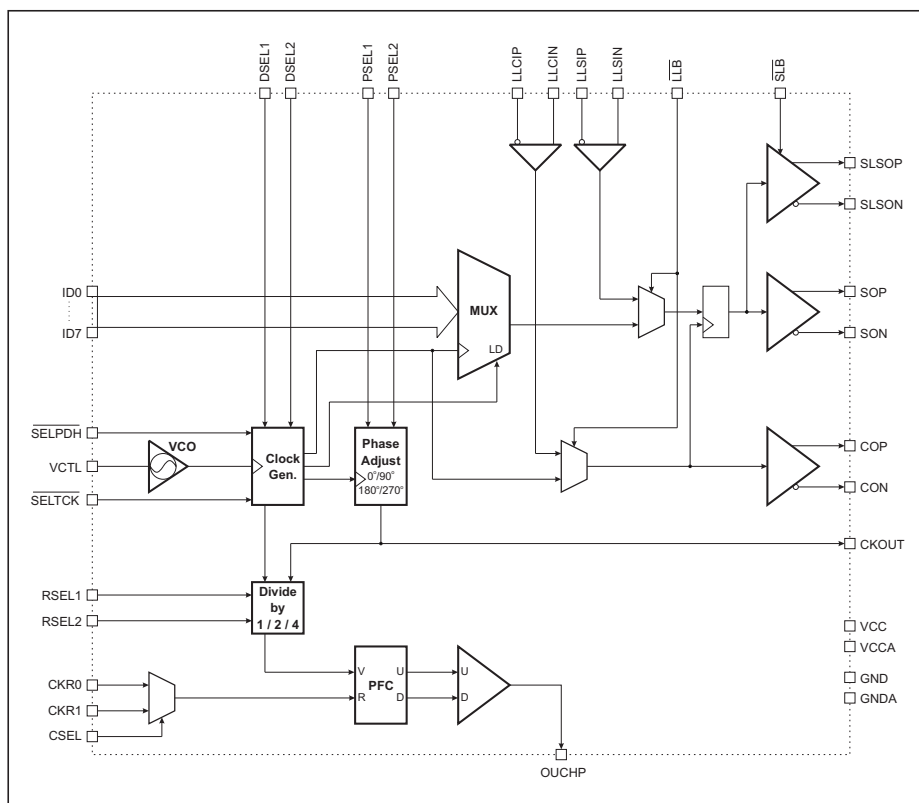 DSEL1
DSEL2
PSEL1
PSEL2
LLCIP
LLCIN
LLSIP
LLSIN
LLB
SLB
SLSOP
SLSON
ID0
ID7
MUX
LD
SOP
SON
SELPDH
VCO
VCTL
SELTCK
Clock
Gen.
Phase
Adjust
0°/90°
180°/270°
COP
CON
CKOUT
RSEL1
RSEL2
Divide
by
1 / 2 / 4
VCC
VCCA
GND
GNDA
CKR0
CKR1
CSEL
V U
PFC
R D
U
D
OUCHP